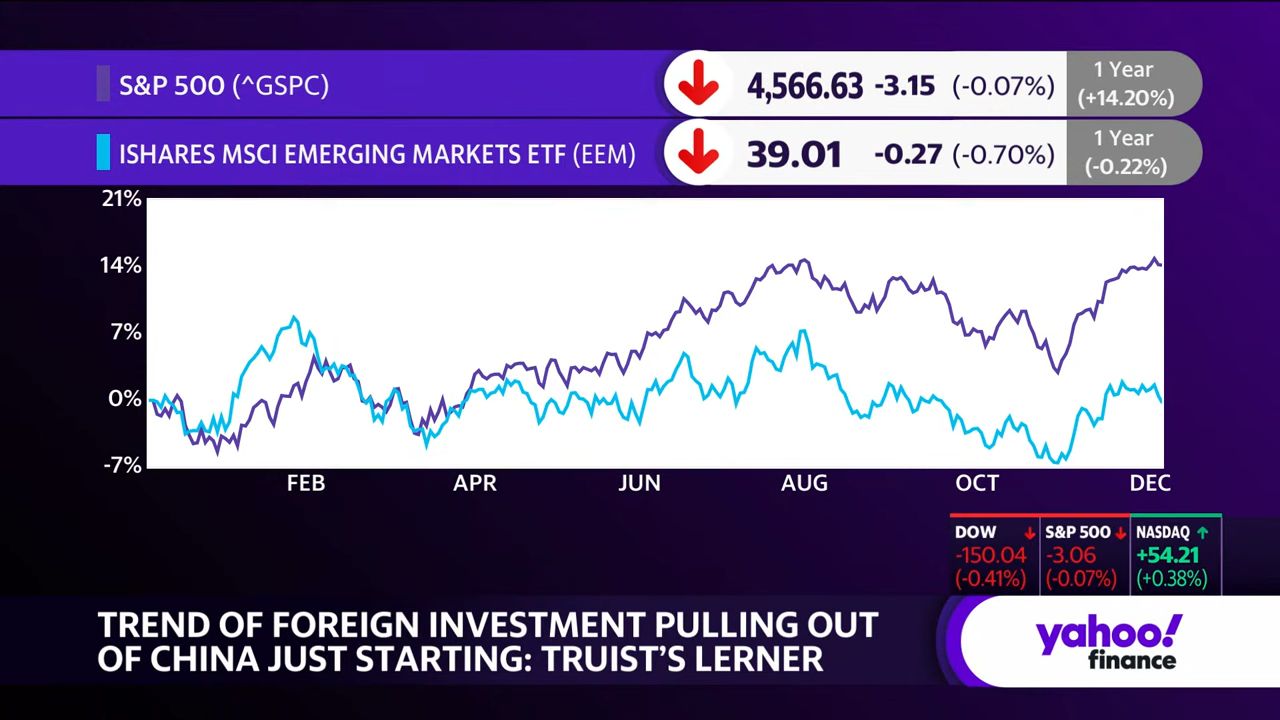 S&P 500 (^GSPC)
4,566.63 -3.15 (-0.07%)
1 Year
(+14.20%)
ISHARES MSCI EMERGING MARKETS ETF (EEM)
39.01 -0.27 (-0.70%)
1 Year
(-0.22%)
21%
14%
7%
0%
-7%
FEB APR JUN AUG OCT DEC
DOW
-150.04
(-0.41%)
S&P 500
-3.06
(-0.07%)
NASDAQ
+54.21
(+0.38%)
TREND OF FOREIGN INVESTMENT PULLING OUT
OF CHINA JUST STARTING: TRUIST'S LERNER
yahoo!
finance